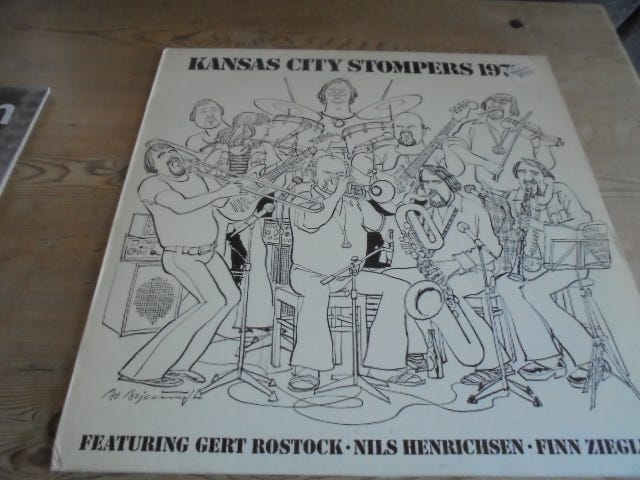 KANSAS CITY STOMPERS 197
FEATURING GERT ROSTOCK · NILS HENRICHSEN · FINN ZIEGL